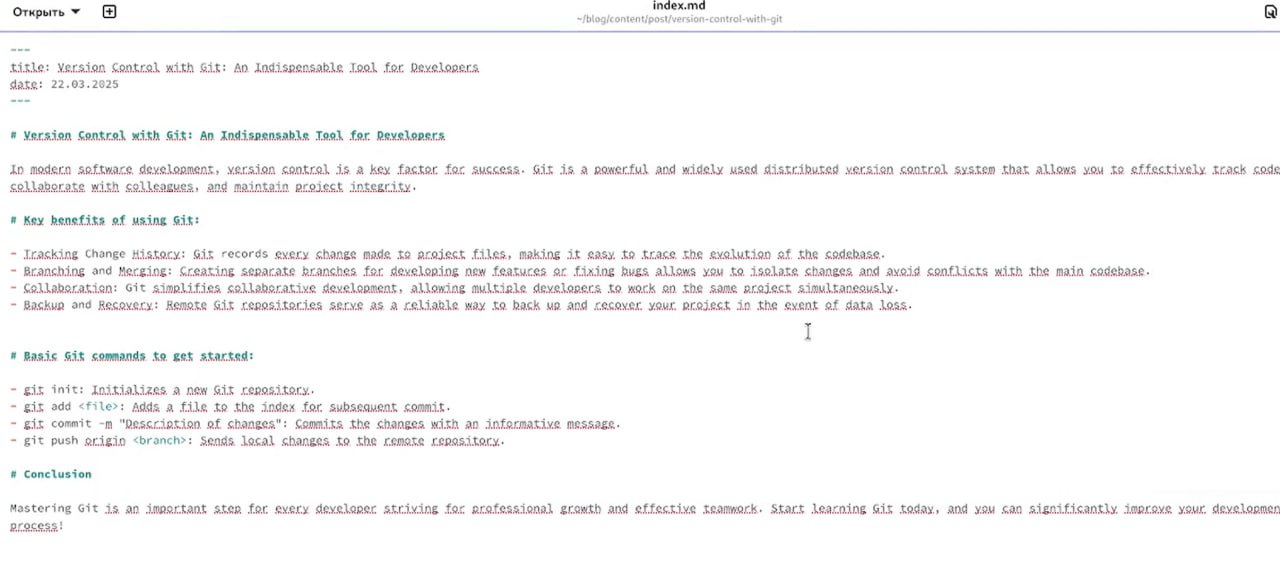 Открыть
index.md
~/blog/content/post/version-control-with-git
---
title: Version Control with Git: An Indispensable Tool for Developers
date: 22.03.2025
---
# Version Control with Git: An Indispensable Tool for Developers
In modern software development, version control is a key factor for success. Git is a powerful and widely used distributed version control system that allows you to effectively track code
collaborate with colleagues, and maintain project integrity.
# Key benefits of using Git:
- Tracking Change History: Git records every change made to project files, making it easy to trace the evolution of the codebase.
- Branching and Merging: Creating separate branches for developing new features or fixing bugs allows you to isolate changes and avoid conflicts with the main codebase.
- Collaboration: Git simplifies collaborative development, allowing multiple developers to work on the same project simultaneously.
- Backup and Recovery: Remote Git repositories serve as a reliable way to back up and recover your project in the event of data loss.
# Basic Git commands to get started:
- git init: Initializes a new Git repository.
- git add <file>: Adds a file to the index for subsequent commit.
- git commit -m "Description of changes": Commits the changes with an informative message.
- git push origin <branch>: Sends local changes to the remote repository.
# Conclusion
Mastering Git is an important step for every developer striving for professional growth and effective teamwork. Start learning Git today, and you can significantly improve your developmen
process!